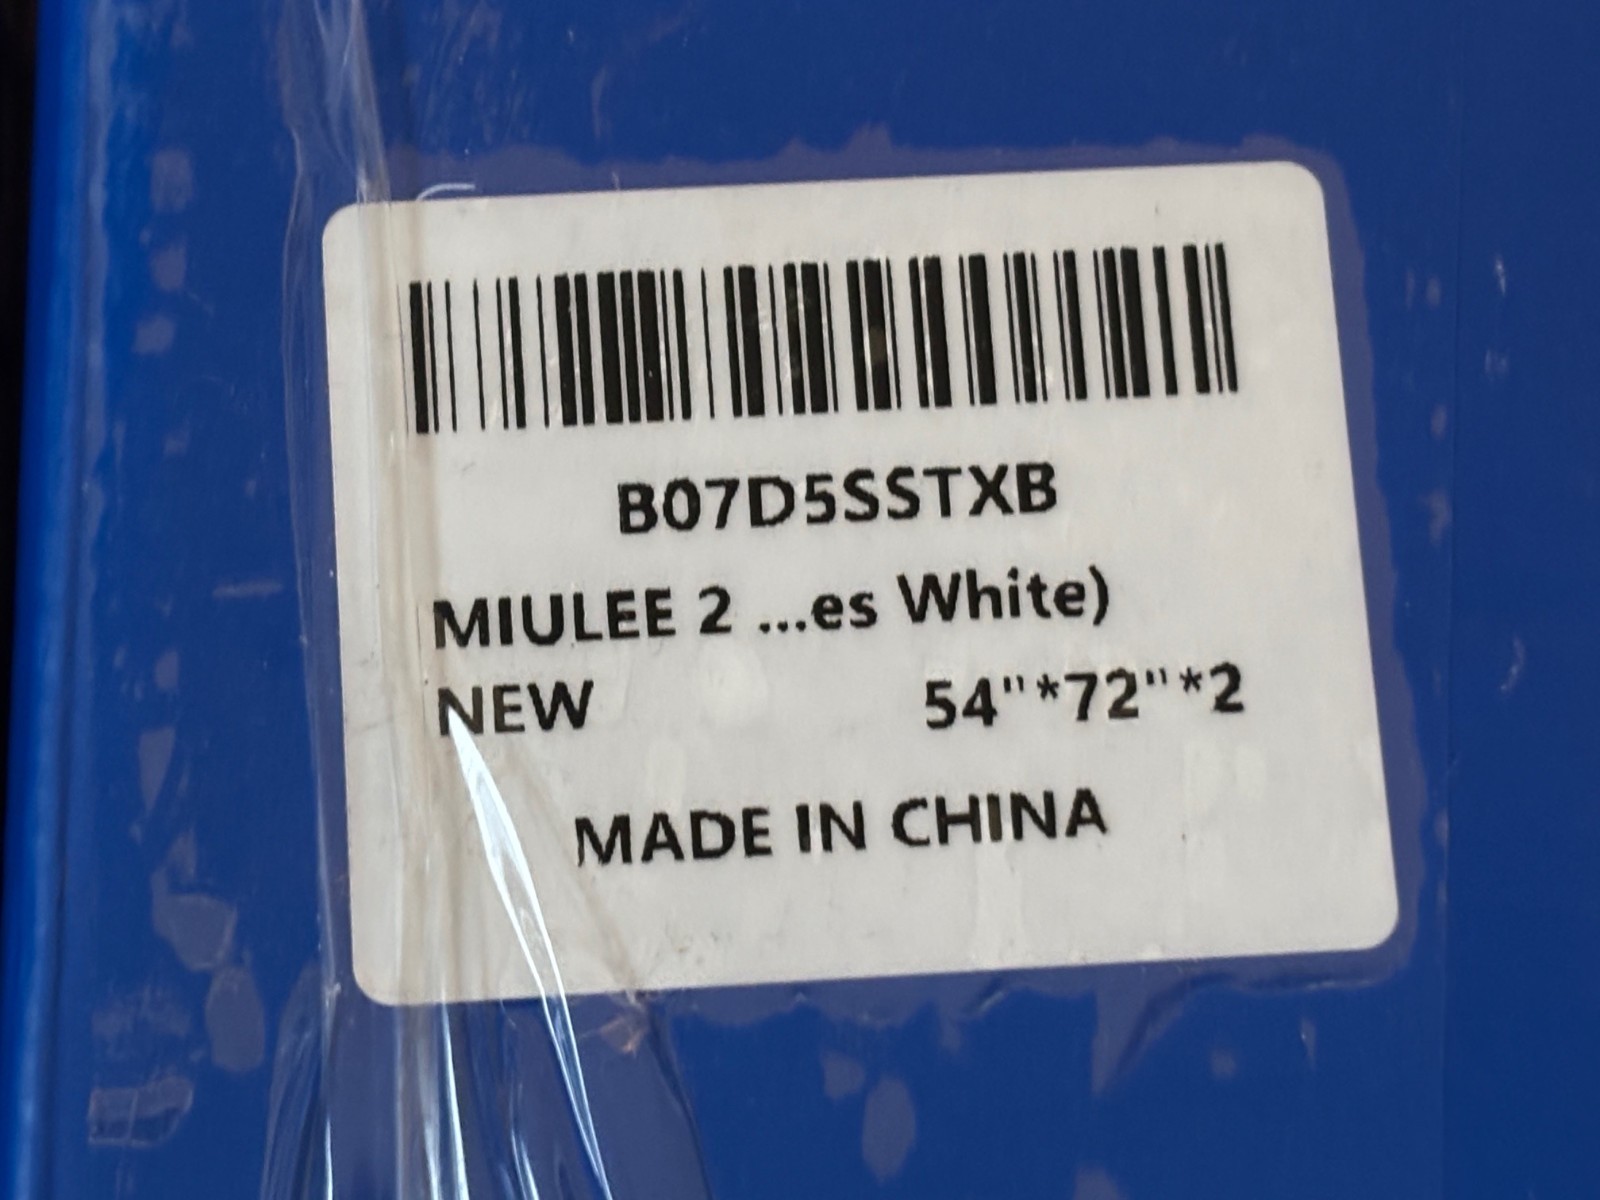 B07D5SSTXB
MIULEE 2 ...es White)
NEW 54"*72"*2
MADE IN CHINA